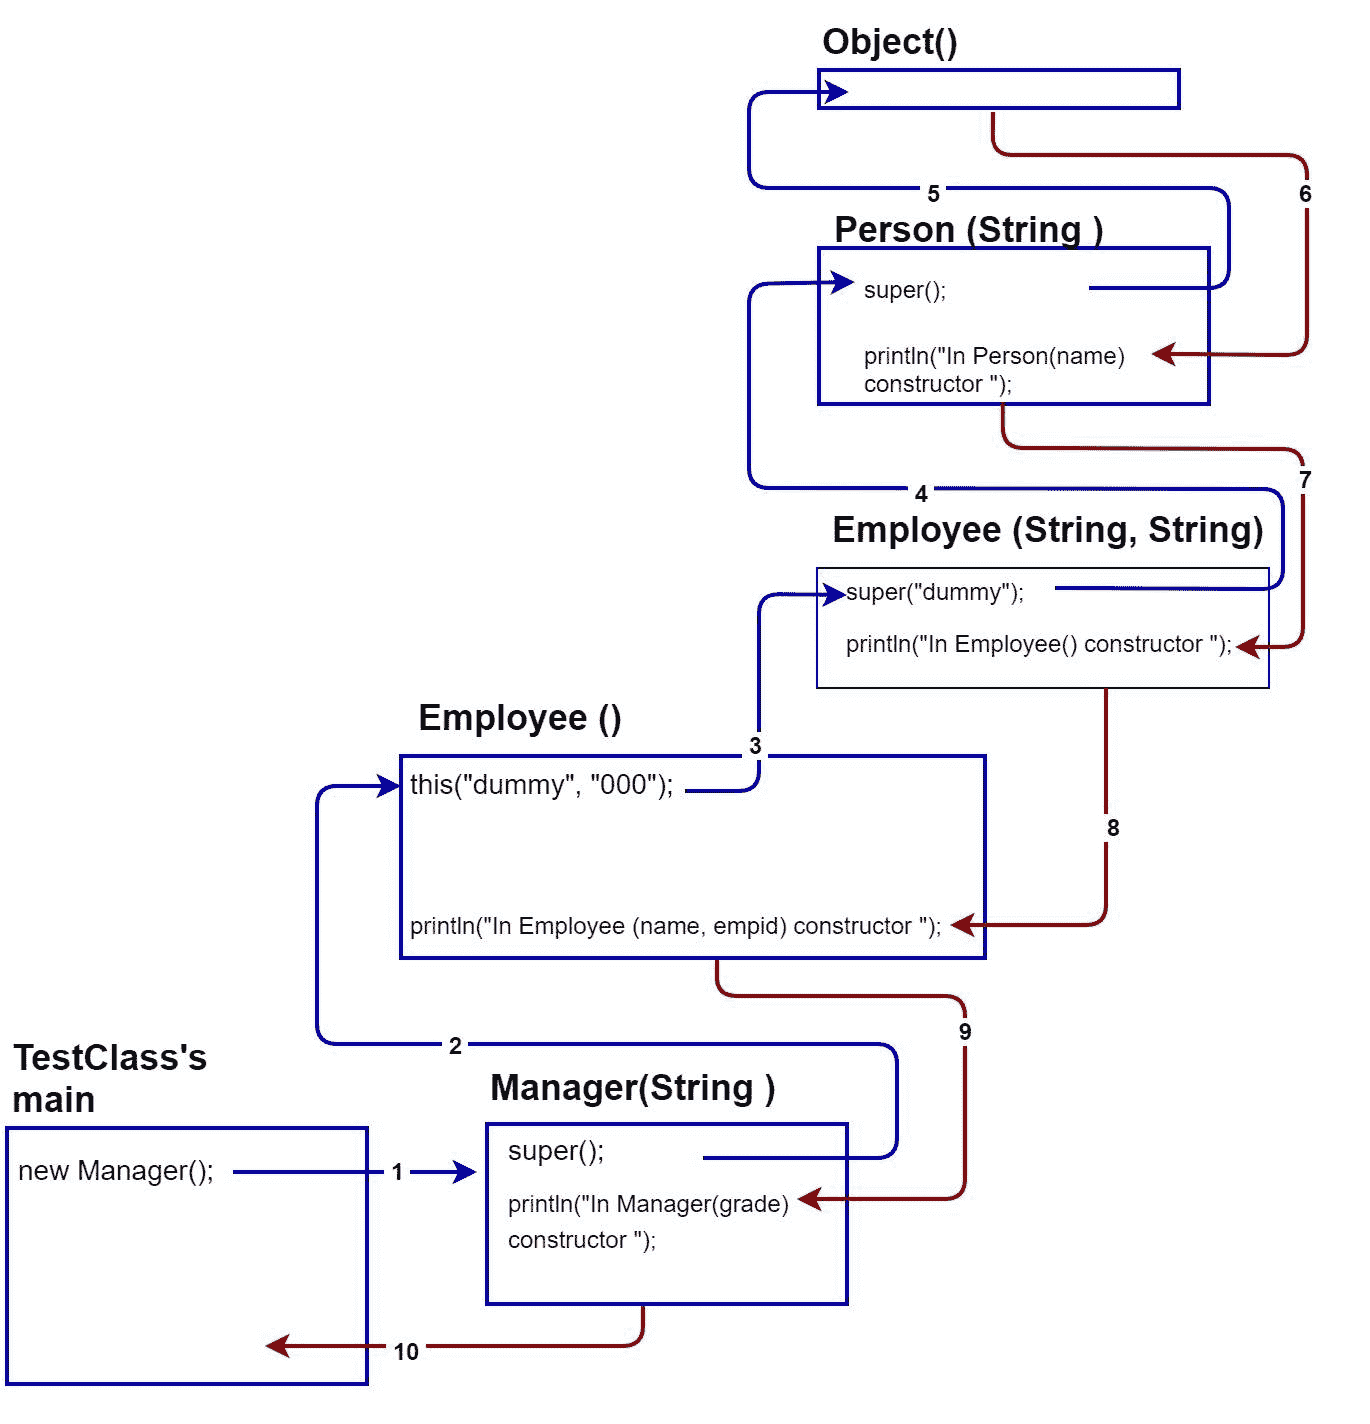 Object()
5
6
Person (String )
super();
println("In Person(name)
constructor ");
7
4
Employee (String, String)
super("dummy");
println("In Employee() constructor ");
Employee ()
3
this("dummy", "000");
8
println("In Employee (name, empid) constructor ");
9
2
TestClass's
main
Manager(String )
super();
new Manager();
1
println("In Manager(grade)
constructor ");
10